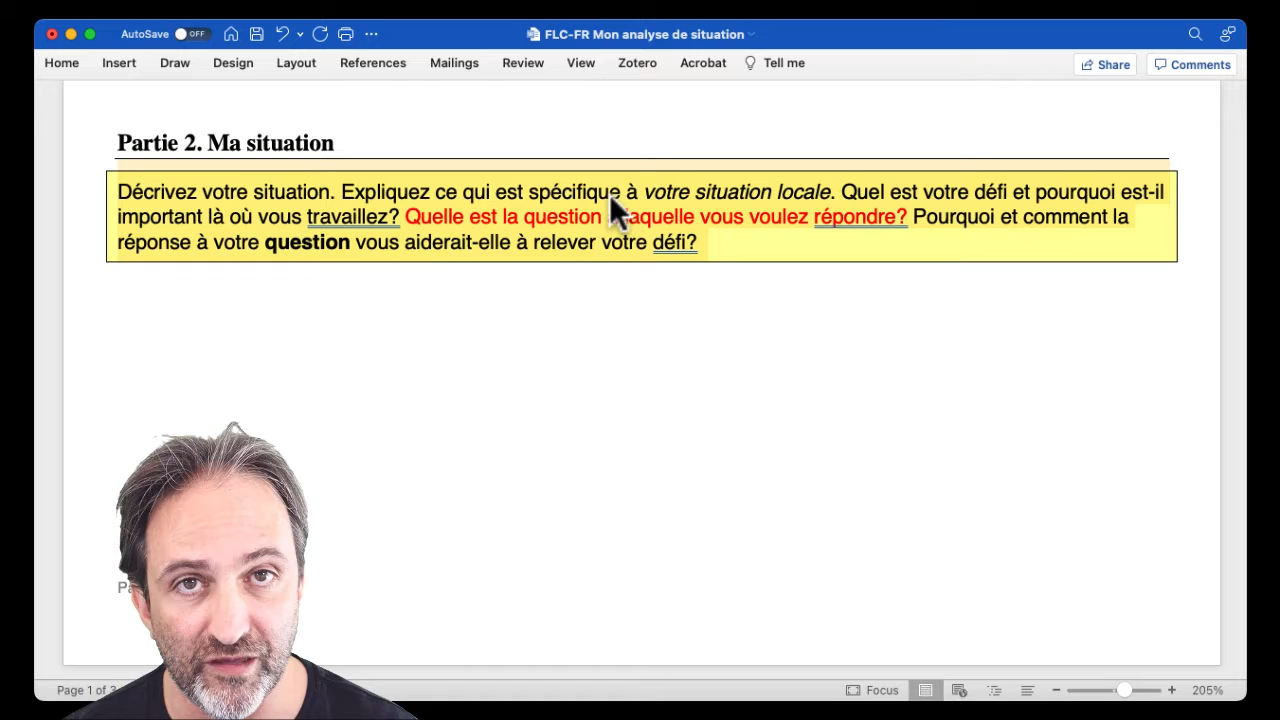 AutoSave OFF
FLC-FR Mon analyse de situation
Home Insert Draw Design Layout References Mailings Review View Zotero Acrobat Tell me Share Comments
Partie 2. Ma situation
Décrivez votre situation. Expliquez ce qui est spécifique à votre situation locale. Quel est votre défi et pourquoi est-il
important là où vous travaillez? Quelle est la question laquelle vous voulez répondre? Pourquoi et comment la
réponse à votre question vous aiderait-elle à relever votre défi?
Page 1 of 3 Focus 205%